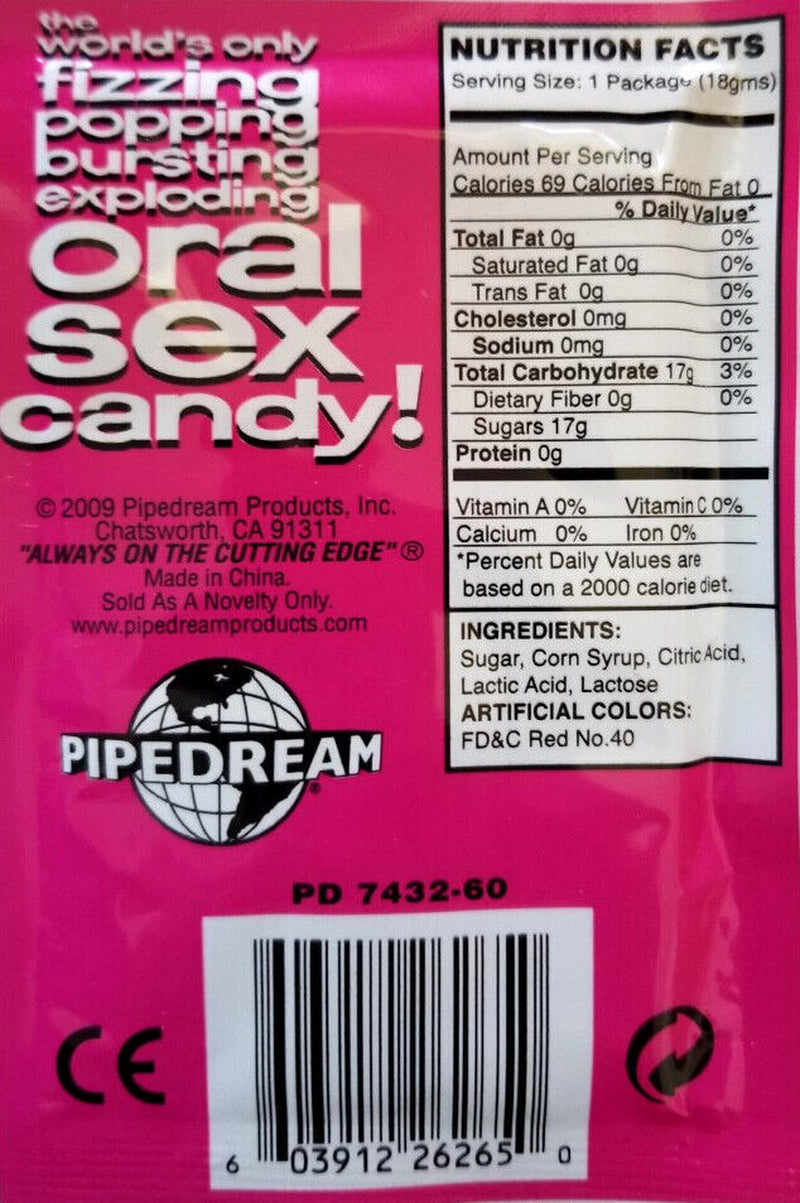 the
world's only
fizzing
popping
bursting
exploding
oral
sex
candy!
© 2009 Pipedream Products, Inc.
Chatsworth, CA 91311
"ALWAYS ON THE CUTTING EDGE"®
Made in China.
Sold As A Novelty Only.
www.pipedreamproducts.com
PIPEDREAM®
NUTRITION FACTS
Serving Size: 1 Package (18gms)
Amount Per Serving
Calories 69 Calories From Fat 0
% Daily Value*
Total Fat 0g 0%
Saturated Fat 0g 0%
Trans Fat 0g 0%
Cholesterol 0mg 0%
Sodium 0mg 0%
Total Carbohydrate 17g 3%
Dietary Fiber 0g 0%
Sugars 17g
Protein 0g
Vitamin A 0% Vitamin C 0%
Calcium 0% Iron 0%
*Percent Daily Values are
based on a 2000 calorie diet.
INGREDIENTS:
Sugar, Corn Syrup, Citric Acid,
Lactic Acid, Lactose
ARTIFICIAL COLORS:
FD&C Red No.40
PD 7432-60
CE
6 03912 26265 0